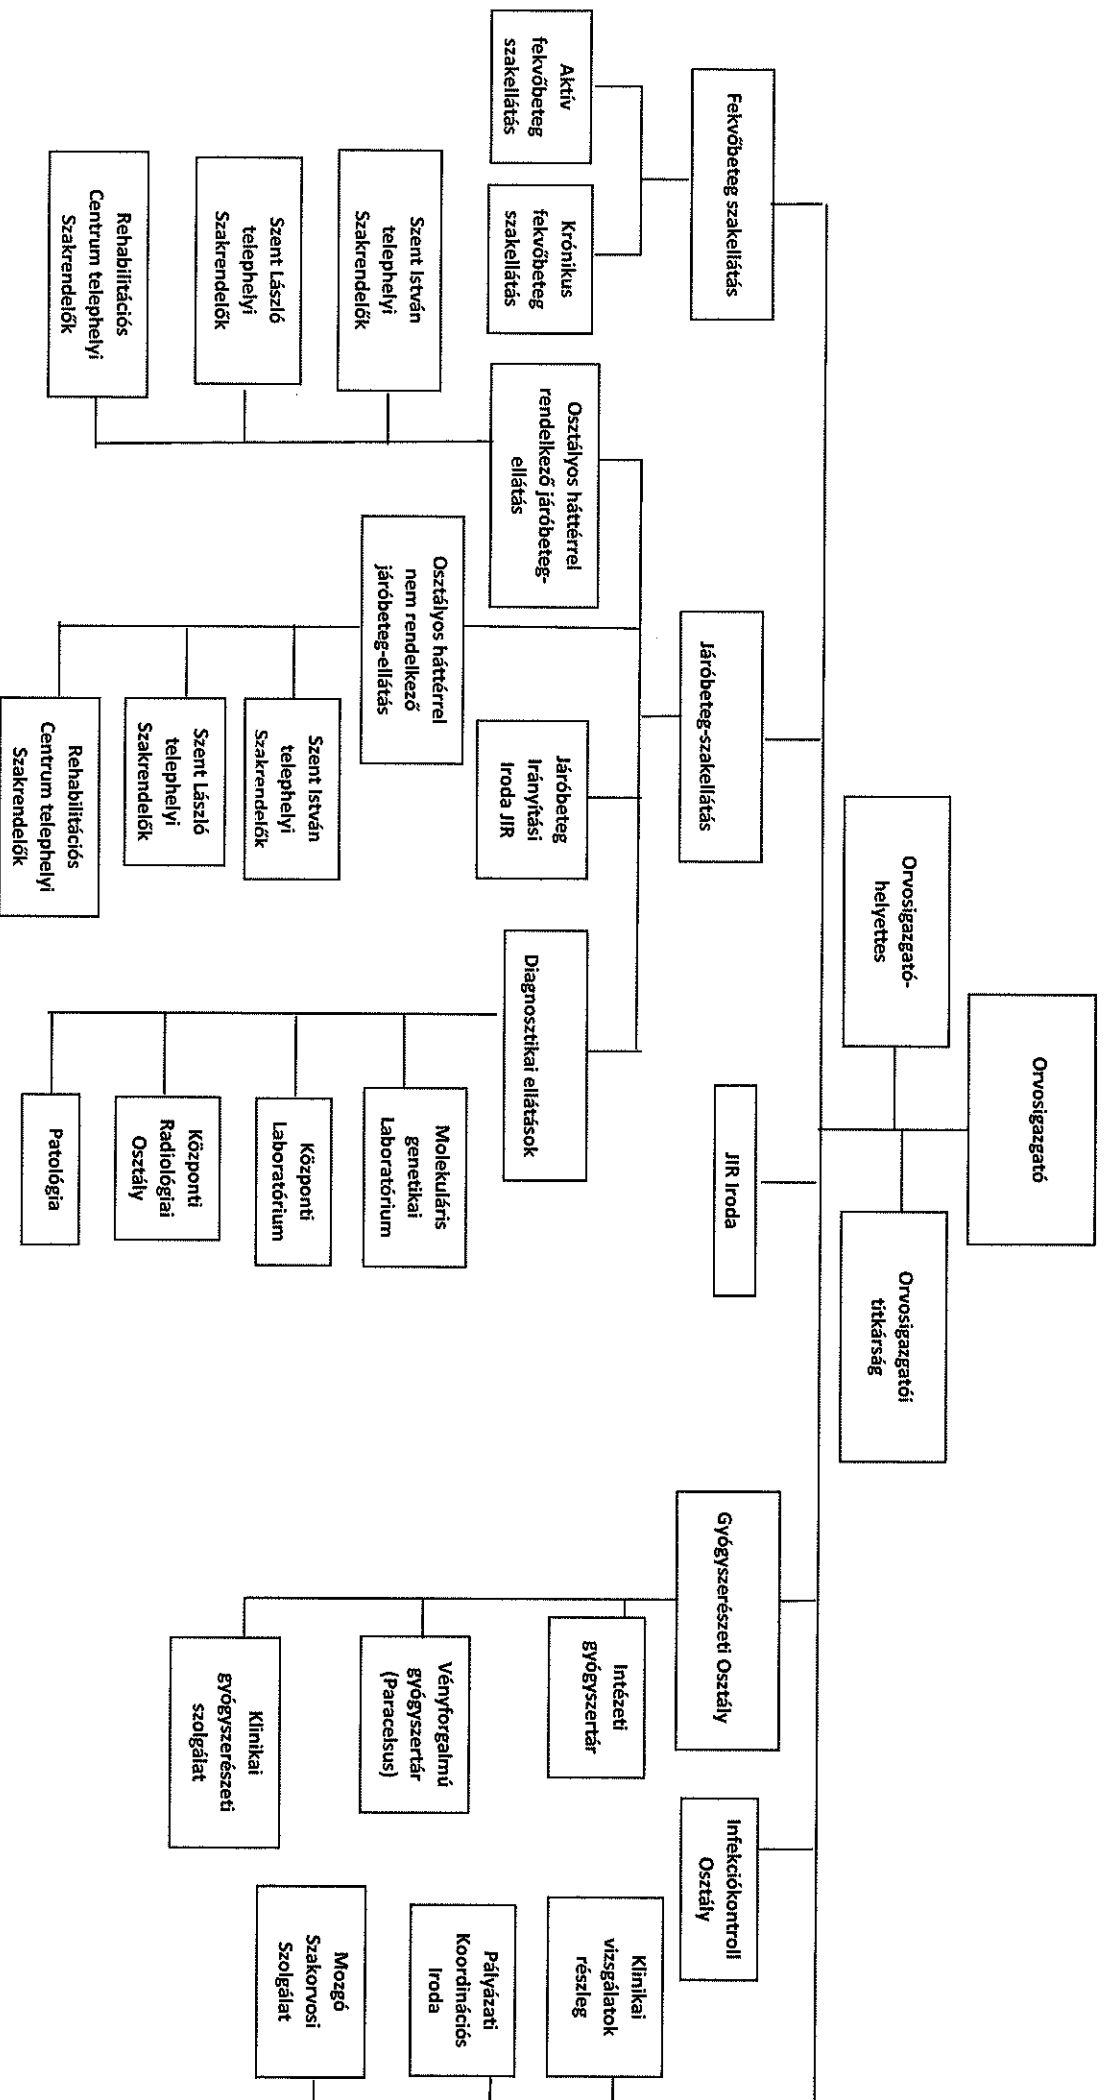 Orvosigazgató
Orvosigazgató-
helyettes
Orvosigazgatói
titkárság
Fekvőbeteg szakellátás
Aktív
fekvőbeteg
szakellátás
Krónikus
fekvőbeteg
szakellátás
Járóbeteg-szakellátás
Osztályos háttérrel
rendelkező járóbeteg-
ellátás
Szent István
telephelyi
Szakrendelők
Szent László
telephelyi
Szakrendelők
Rehabilitációs
Centrum telephelyi
Szakrendelők
Osztályos háttérrel
nem rendelkező
járóbeteg-ellátás
Szent István
telephelyi
Szakrendelők
Szent László
telephelyi
Szakrendelők
Rehabilitációs
Centrum telephelyi
Szakrendelők
Járóbeteg
Irányítási
Iroda JIR
Diagnosztikai ellátások
Molekuláris
genetikai
Laboratórium
Központi
Laboratórium
Központi
Radiológiai
Osztály
Patológia
JIR Iroda
Gyógyszerészeti Osztály
Intézeti
gyógyszertár
Vényforgalmú
gyógyszertár
(Paracelsus)
Klinikai
gyógyszerészeti
szolgálat
Infekciókontroll
Osztály
Klinikai
vizsgálatok
részleg
Pályázati
Koordinációs
Iroda
Mozgó
Szakorvosi
Szolgálat